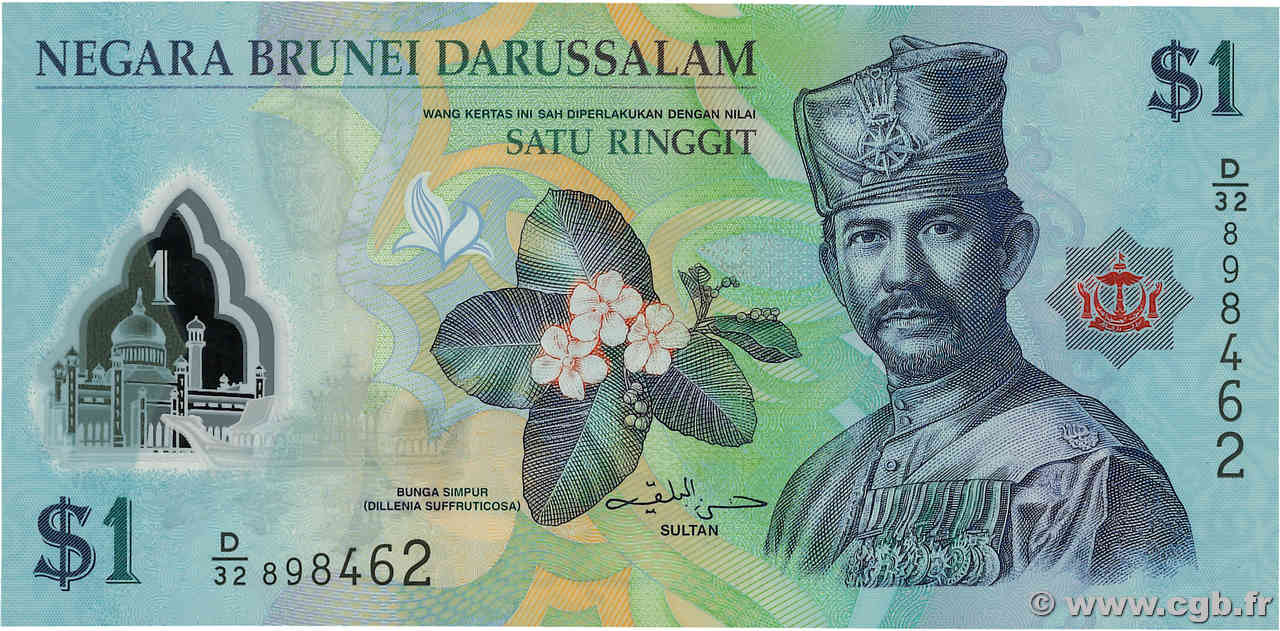 NEGARA BRUNEI DARUSSALAM
WANG KERTAS INI SAH DIPERLAKUKAN DENGAN NILAI
SATU RINGGIT
$1
D/32 898462
1
BUNGA SIMPUR
(DILLENIA SUFFRUTICOSA)
SULTAN
$1
D/32 898462
© www.cgb.fr